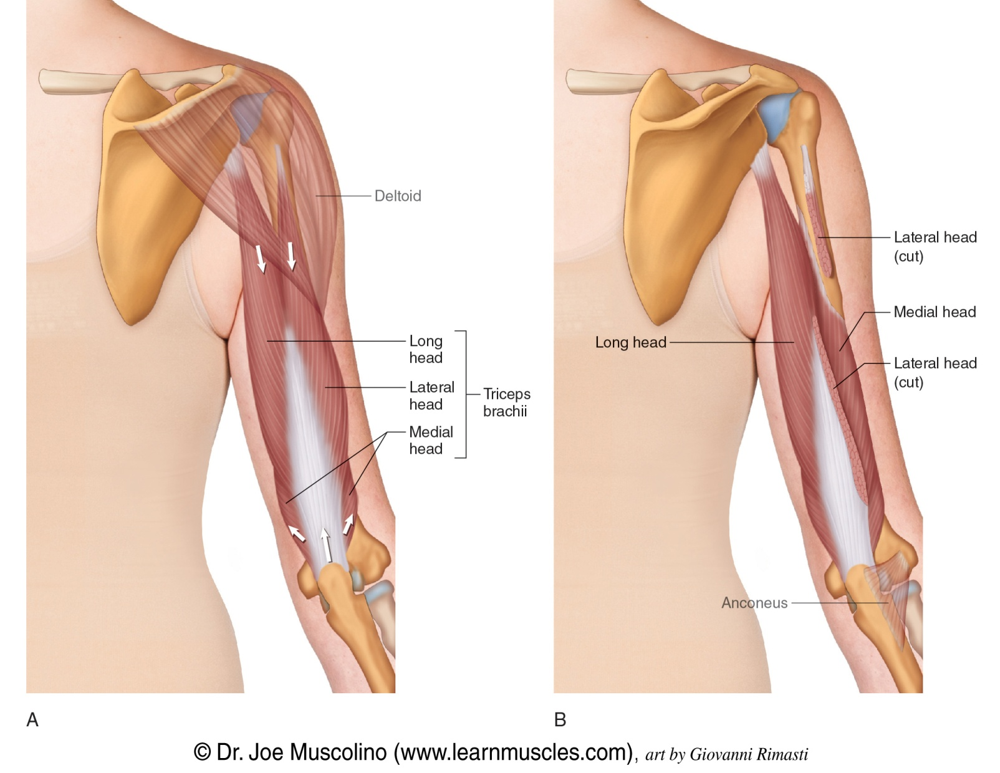 Deltoid
Long
head
Lateral
head
Medial
head
Triceps
brachii
A
Lateral head
(cut)
Medial head
Long head
Lateral head
(cut)
Anconeus
B
© Dr. Joe Muscolino (www.learnmuscles.com), art by Giovanni Rimasti